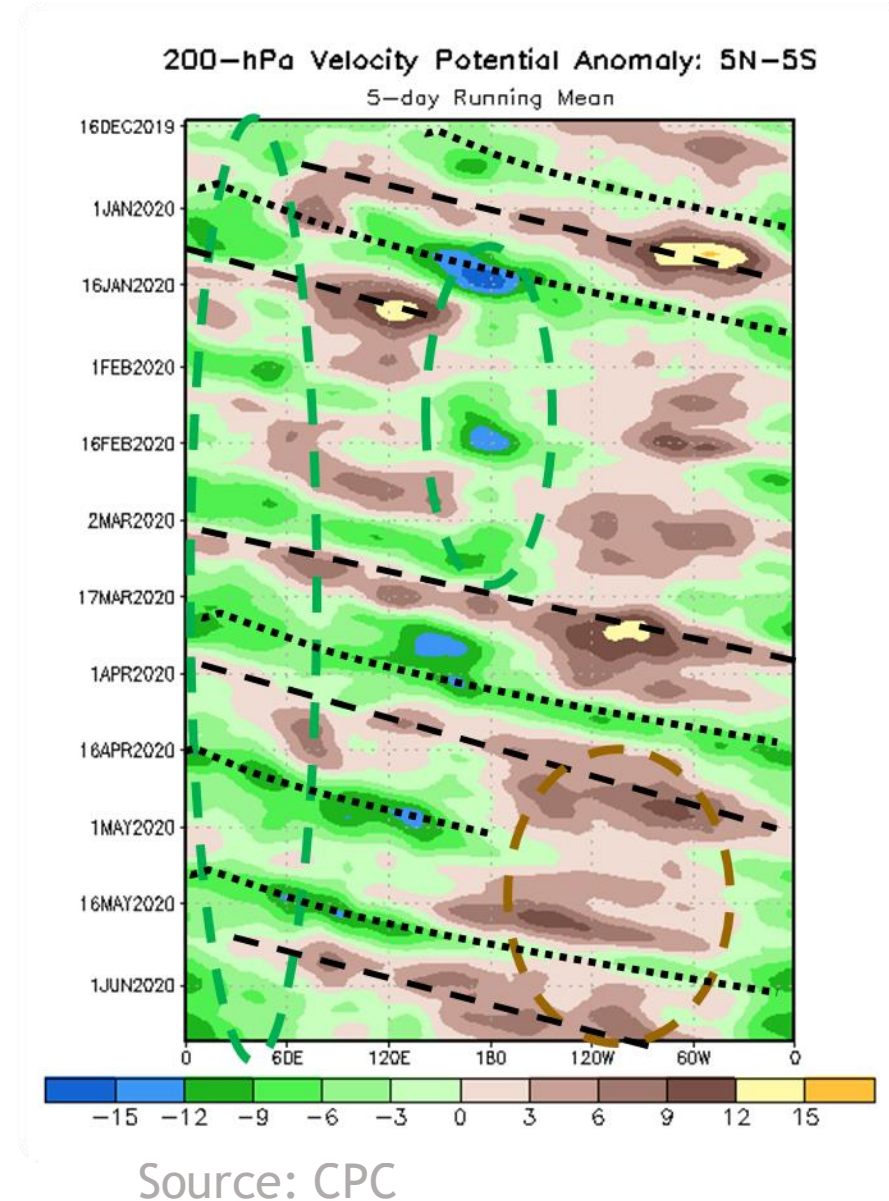 200-hPa Velocity Potential Anomaly: 5N-5S
5-day Running Mean
16DEC2019
1JAN2020
16JAN2020
1FEB2020
16FEB2020
2MAR2020
17MAR2020
1APR2020
16APR2020
1MAY2020
16MAY2020
1JUN2020
0 60E 120E 180 120W 60W 0
-15 -12 -9 -6 -3 0 3 6 9 12 15
Source: CPC